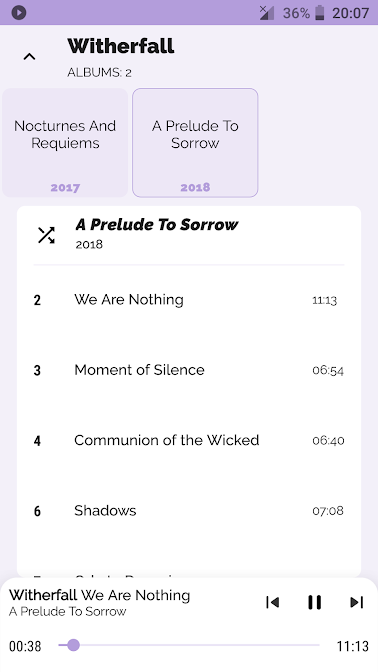 36% 20:07
Witherfall
ALBUMS: 2
Nocturnes And
Requiems
2017
A Prelude To
Sorrow
2018
A Prelude To Sorrow
2018
2 We Are Nothing 11:13
3 Moment of Silence 06:54
4 Communion of the Wicked 06:40
6 Shadows 07:08
Witherfall We Are Nothing
A Prelude To Sorrow
00:38 11:13